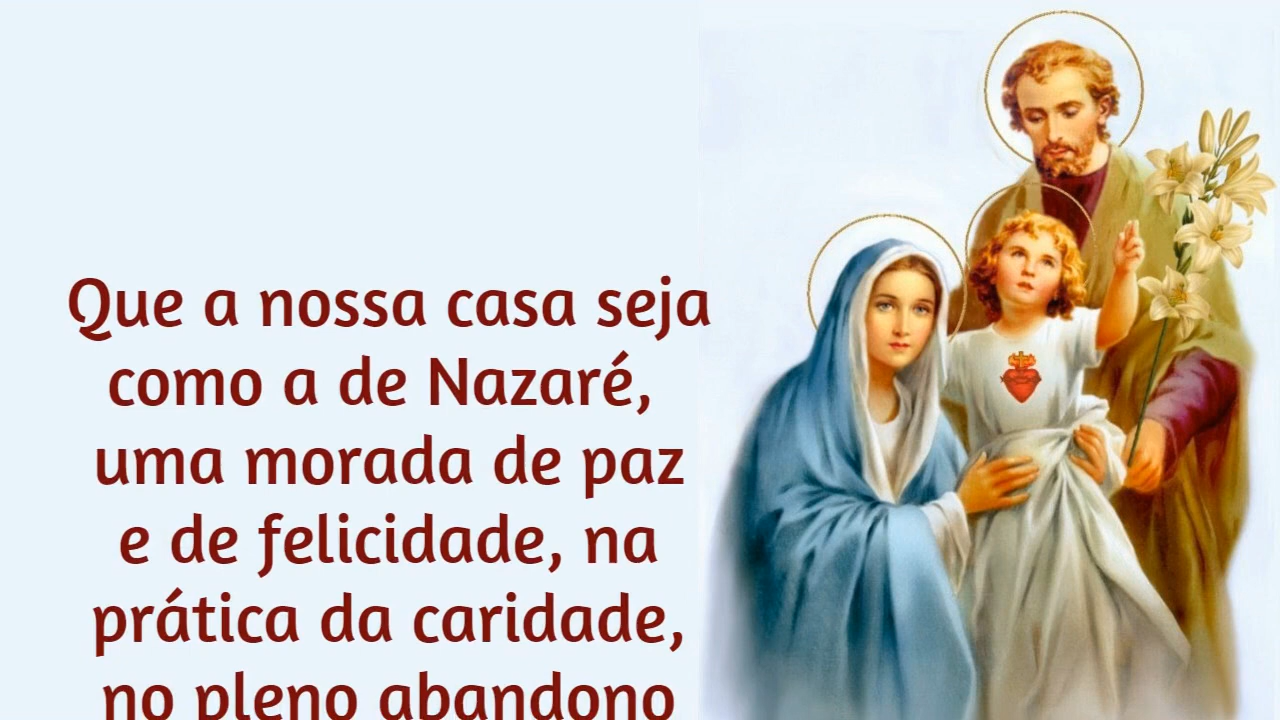 Que a nossa casa seja
como a de Nazaré,
uma morada de paz
e de felicidade, na
prática da caridade,
no pleno abandono